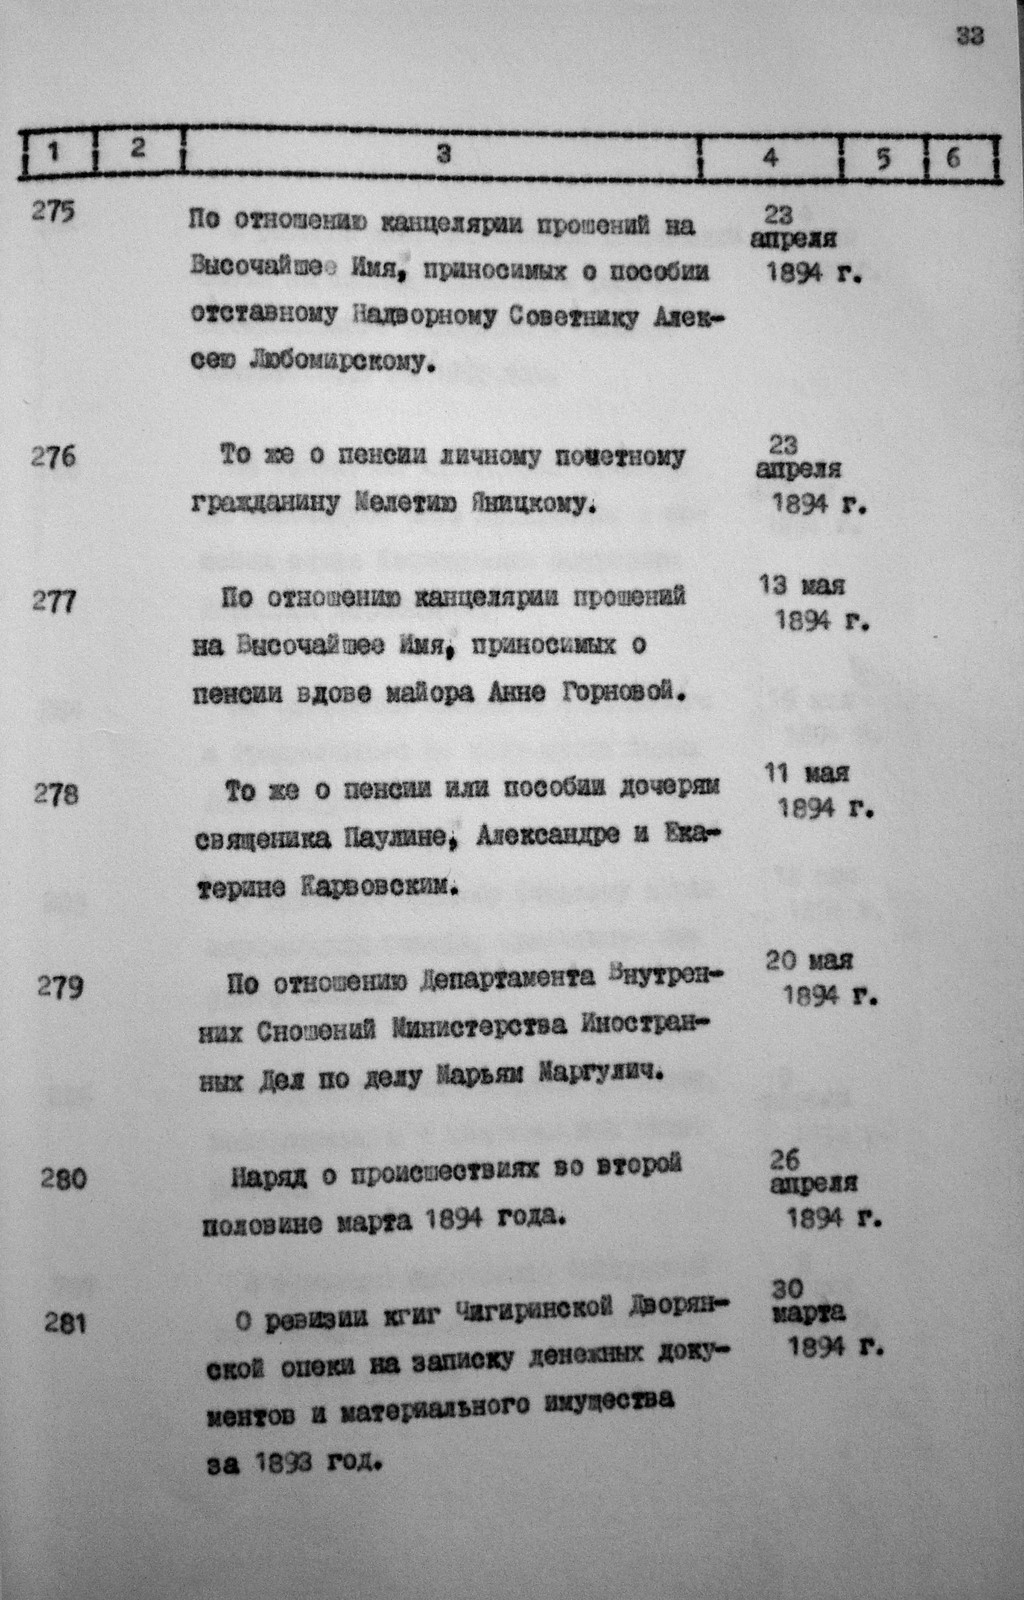 33
1 2 3 4 5 6
275 По отношению канцелярии прошений на 23
Высочайшее Имя, приносимых о пособии апреля
отставному Надворному Советнику Алек- 1894 г.
сею Любомирскому.
276 То же о пенсии личному почетному 23
апреля
гражданину Мелетию Яницкому. 1894 г.
277 По отношению канцелярии прошений 13 мая
на Высочайшее Имя, приносимых о 1894 г.
пенсии вдове майора Анне Горновой.
278 То же о пенсии или пособии дочерям 11 мая
священика Паулине, Александре и Ека- 1894 г.
терине Карвовским.
279 По отношению Департамента Внутрен- 20 мая
них Сношений Министерства Иностран- 1894 г.
ных Дел по делу Марьям Маргулич.
280 Наряд о происшествиях во второй 26
апреля
половине марта 1894 года. 1894 г.
281 О ревизии кгиг Чигиринской Дворян- 30
марта
ской опеки на записку денежных доку- 1894 г.
ментов и материального имущества
за 1893 год.